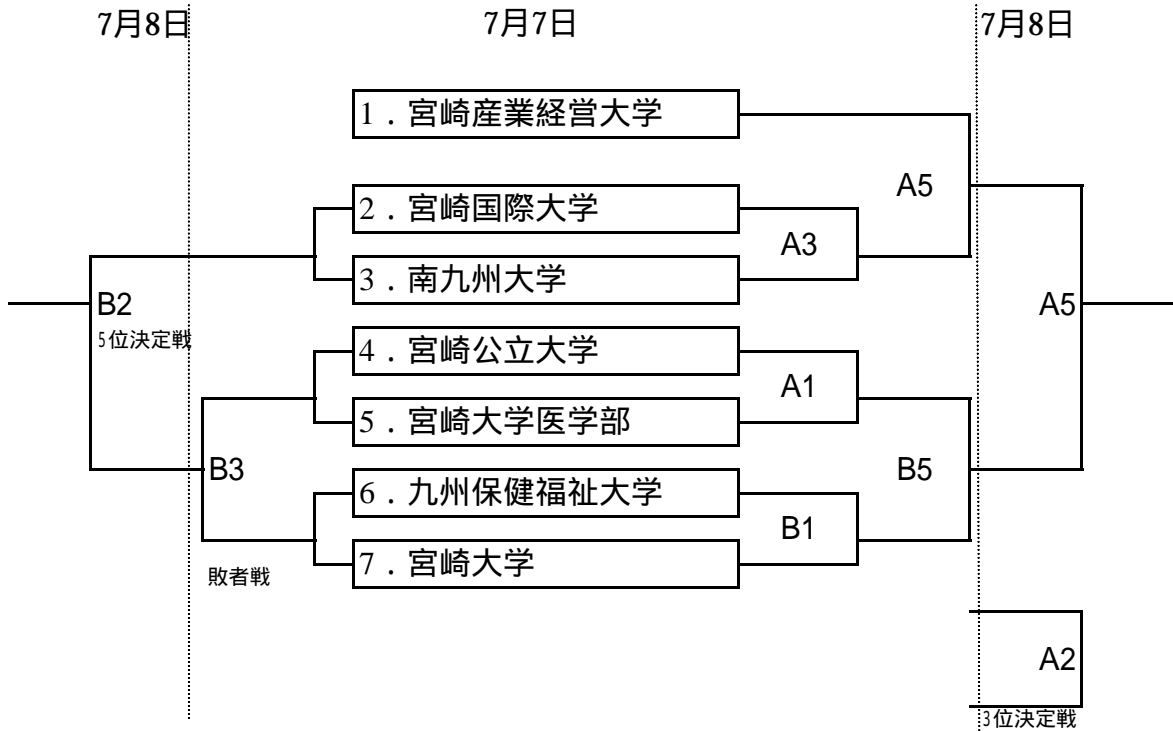 7月8日
7月7日
7月8日
1．宮崎産業経営大学
A5
2．宮崎国際大学
A3
3．南九州大学
B2
5位決定戦
A5
4．宮崎公立大学
A1
5．宮崎大学医学部
B3
B5
6．九州保健福祉大学
B1
7．宮崎大学
敗者戦
A2
3位決定戦